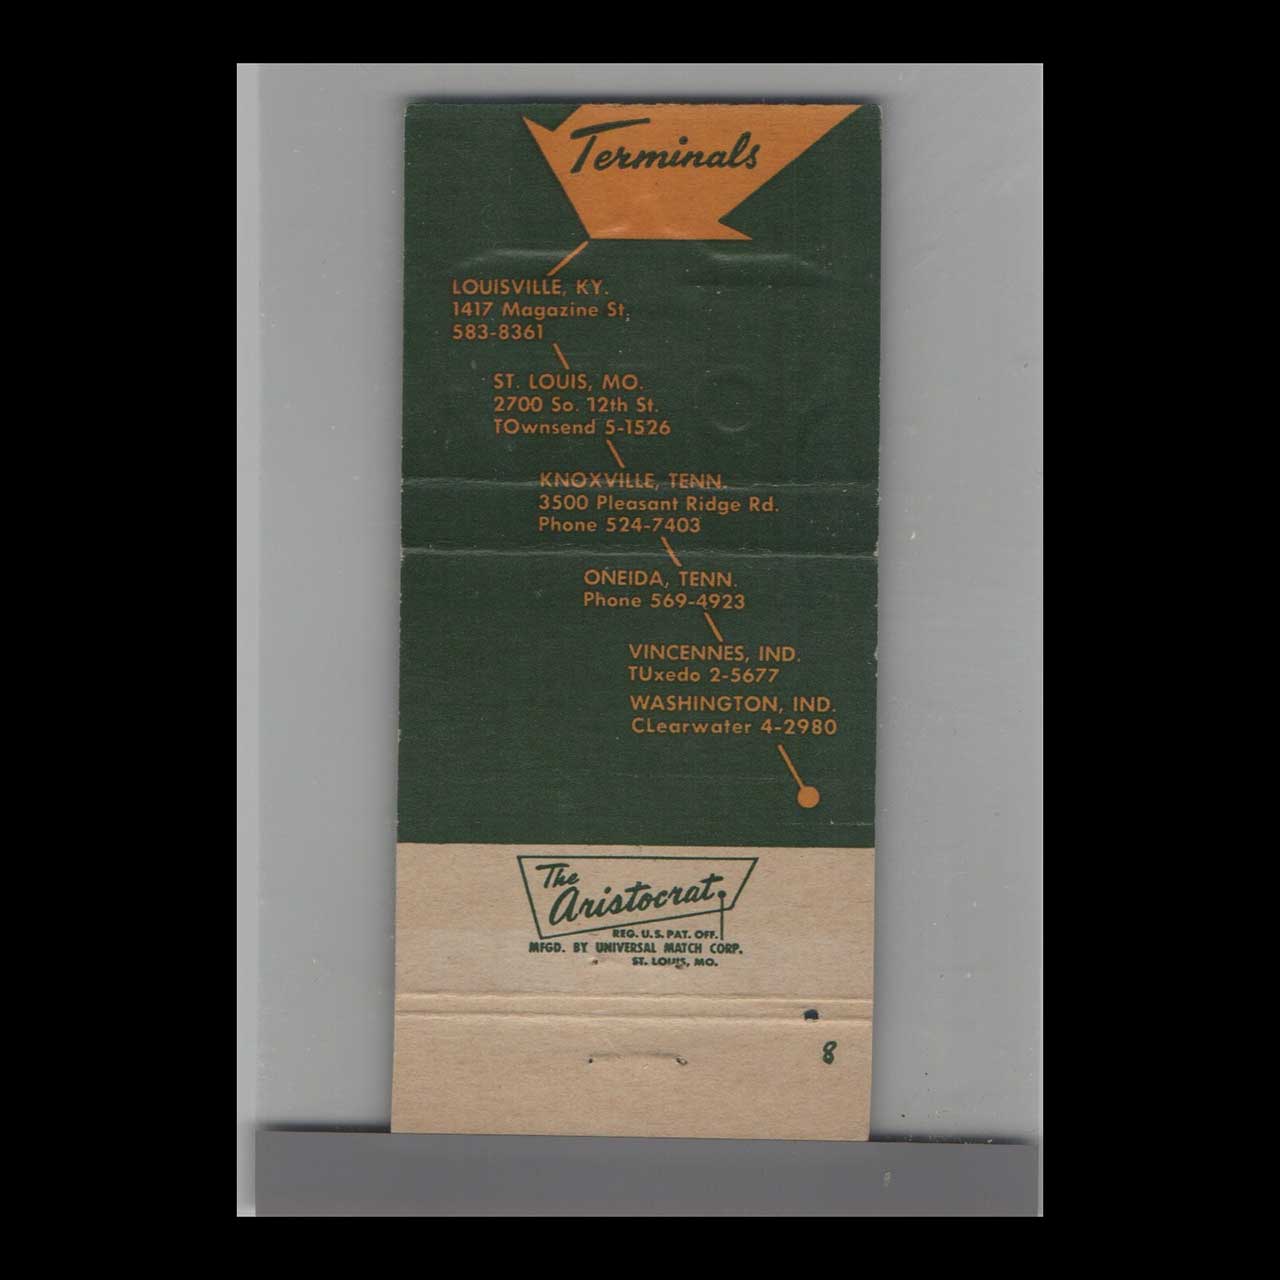 Terminals
LOUISVILLE, KY.
1417 Magazine St.
583-8361
ST. LOUIS, MO.
2700 So. 12th St.
TOwnsend 5-1526
KNOXVILLE, TENN.
3500 Pleasant Ridge Rd.
Phone 524-7403
ONEIDA, TENN.
Phone 569-4923
VINCENNES, IND.
TUxedo 2-5677
WASHINGTON, IND.
CLearwater 4-2980
The
Aristocrat
REG. U.S. PAT. OFF.
MFGD. BY UNIVERSAL MATCH CORP.
ST. LOUIS, MO.
8